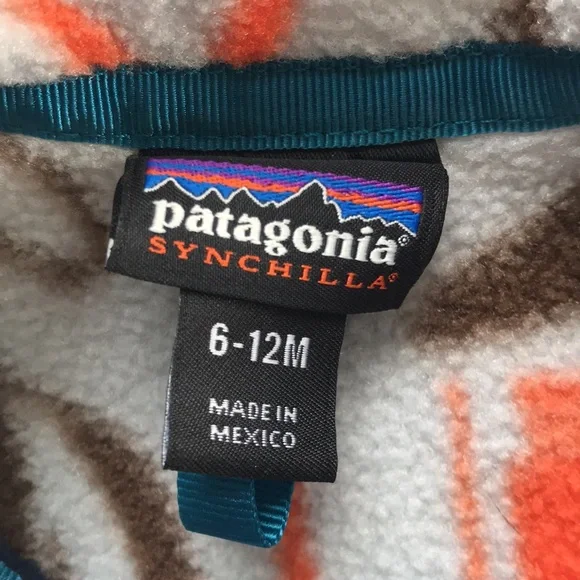 patagonia®
SYNCHILLA®
6-12M
MADE IN
MEXICO